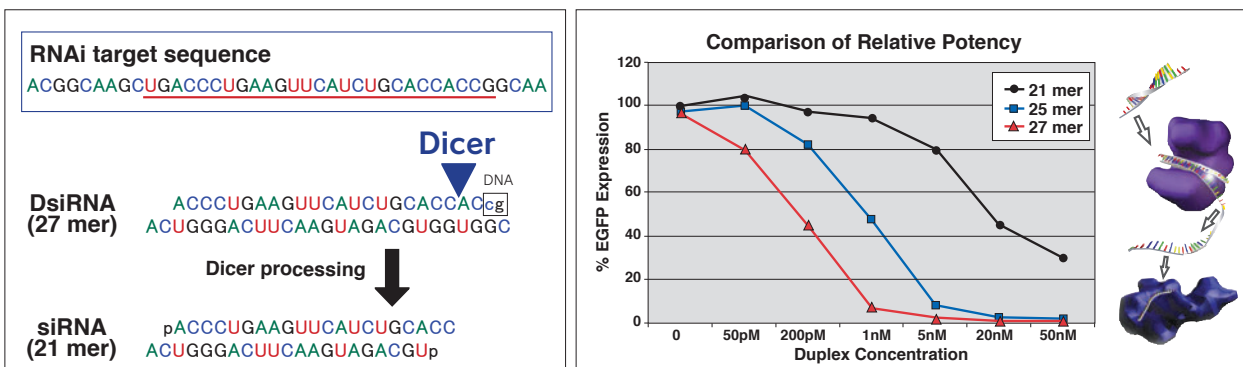 RNAi target sequence
ACGGCAAGCUGACCCUGAAGUUCAUCUGCACCACCGGCAA
Dicer
DNA
DsiRNA
(27 mer)
ACCCUGAAGUUCAUCUGCACCACCcg
ACUGGGACUUCAAGUAGACGUGGUGGC
Dicer processing
siRNA
(21 mer)
pACCCUGAAGUUCAUCUGCACC
ACUGGGACUUCAAGUAGACGUp
Comparison of Relative Potency
% EGFP Expression
120
100
80
60
40
20
0
0 50pM 200pM 1nM 5nM 20nM 50nM
Duplex Concentration
21 mer
25 mer
27 mer